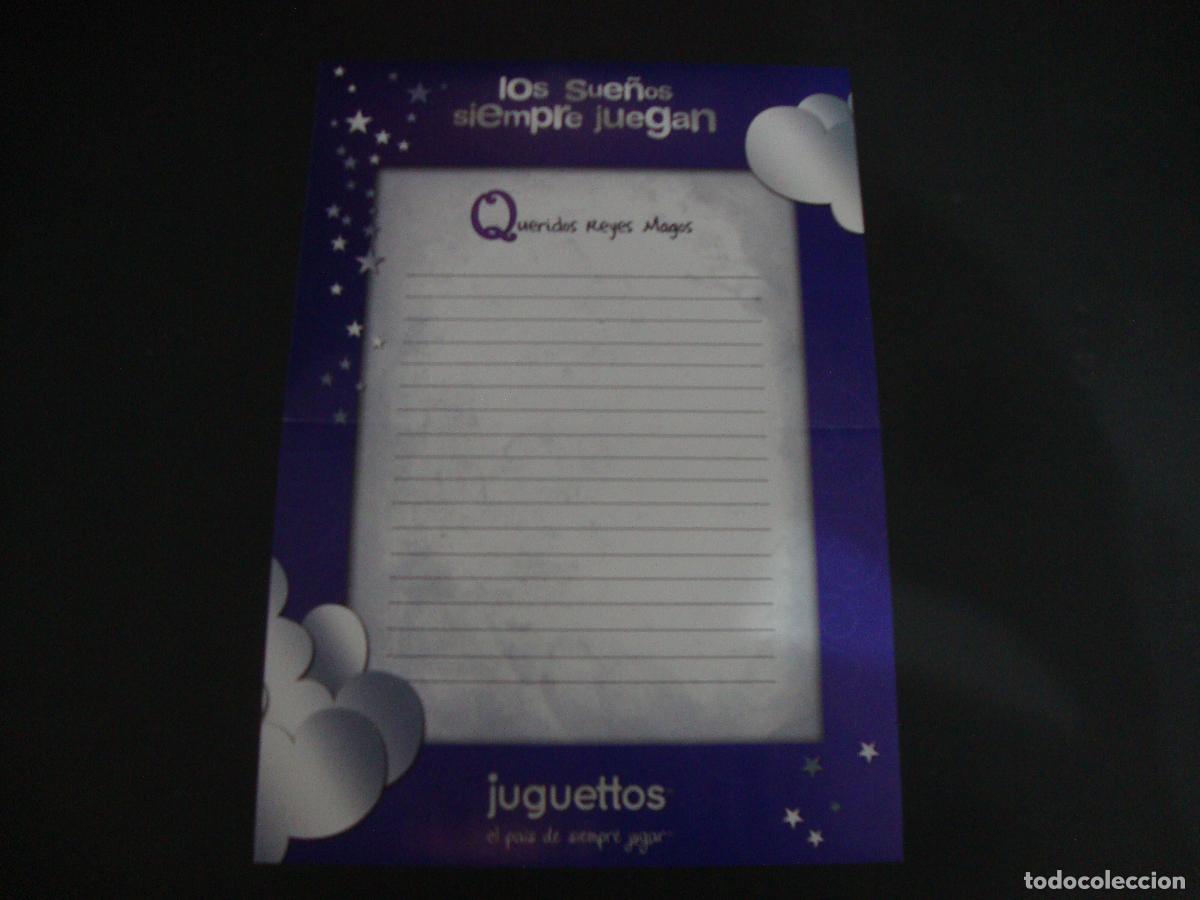 los sueños
siempre juegan
Queridos Reyes Magos
juguettos
el país de siempre jugar
todocoleccion